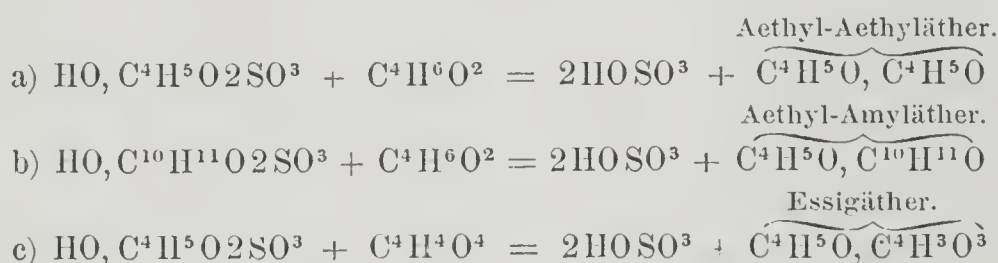 Aethyl-Aethyläther.
a) HO, C⁴H⁵O2SO³ + C⁴H⁶O² = 2HOSO³ + C⁴H⁵O, C⁴H⁵O
Aethyl-Amyläther.
b) HO, C¹⁰H¹¹O2SO³ + C⁴H⁶O² = 2HOSO³ + C⁴H⁵O, C¹⁰H¹¹O
Essigäther.
c) HO, C⁴H⁵O2SO³ + C⁴H⁴O⁴ = 2HOSO³ + C⁴H⁵O, C⁴H³O³